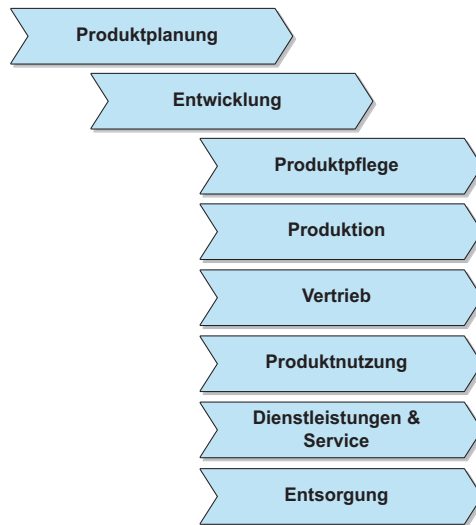 Produktplanung
Entwicklung
Produktpflege
Produktion
Vertrieb
Produktnutzung
Dienstleistungen &
Service
Entsorgung